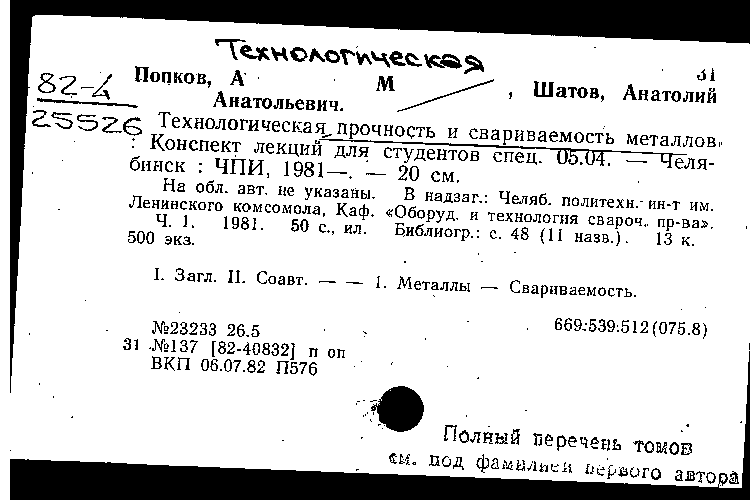 Технологическая
31
82-4
25526
Попков, А М , Шатов, Анатолий
Анатольевич.
Технологическая прочность и свариваемость металлов
: Конспект лекций для студентов спец. 05.04. — Челя-
бинск : ЧПИ, 1981—. — 20 см.
На обл. авт. не указаны. В надзаг.: Челяб. политехн. ин-т им.
Ленинского комсомола, Каф. «Оборуд. и технология свароч. пр-ва».
Ч. 1. 1981. 50 с., ил. Библиогр.: с. 48 (11 назв.). 13 к.
500 экз.
I. Загл. II. Соавт. — — 1. Металлы — Свариваемость.
№23233 26.5 669:539:512(075.8)
31 №137 [82-40832] п оп
ВКП 06.07.82 П576
Полный перечень томов
см. под фамилией первого автора